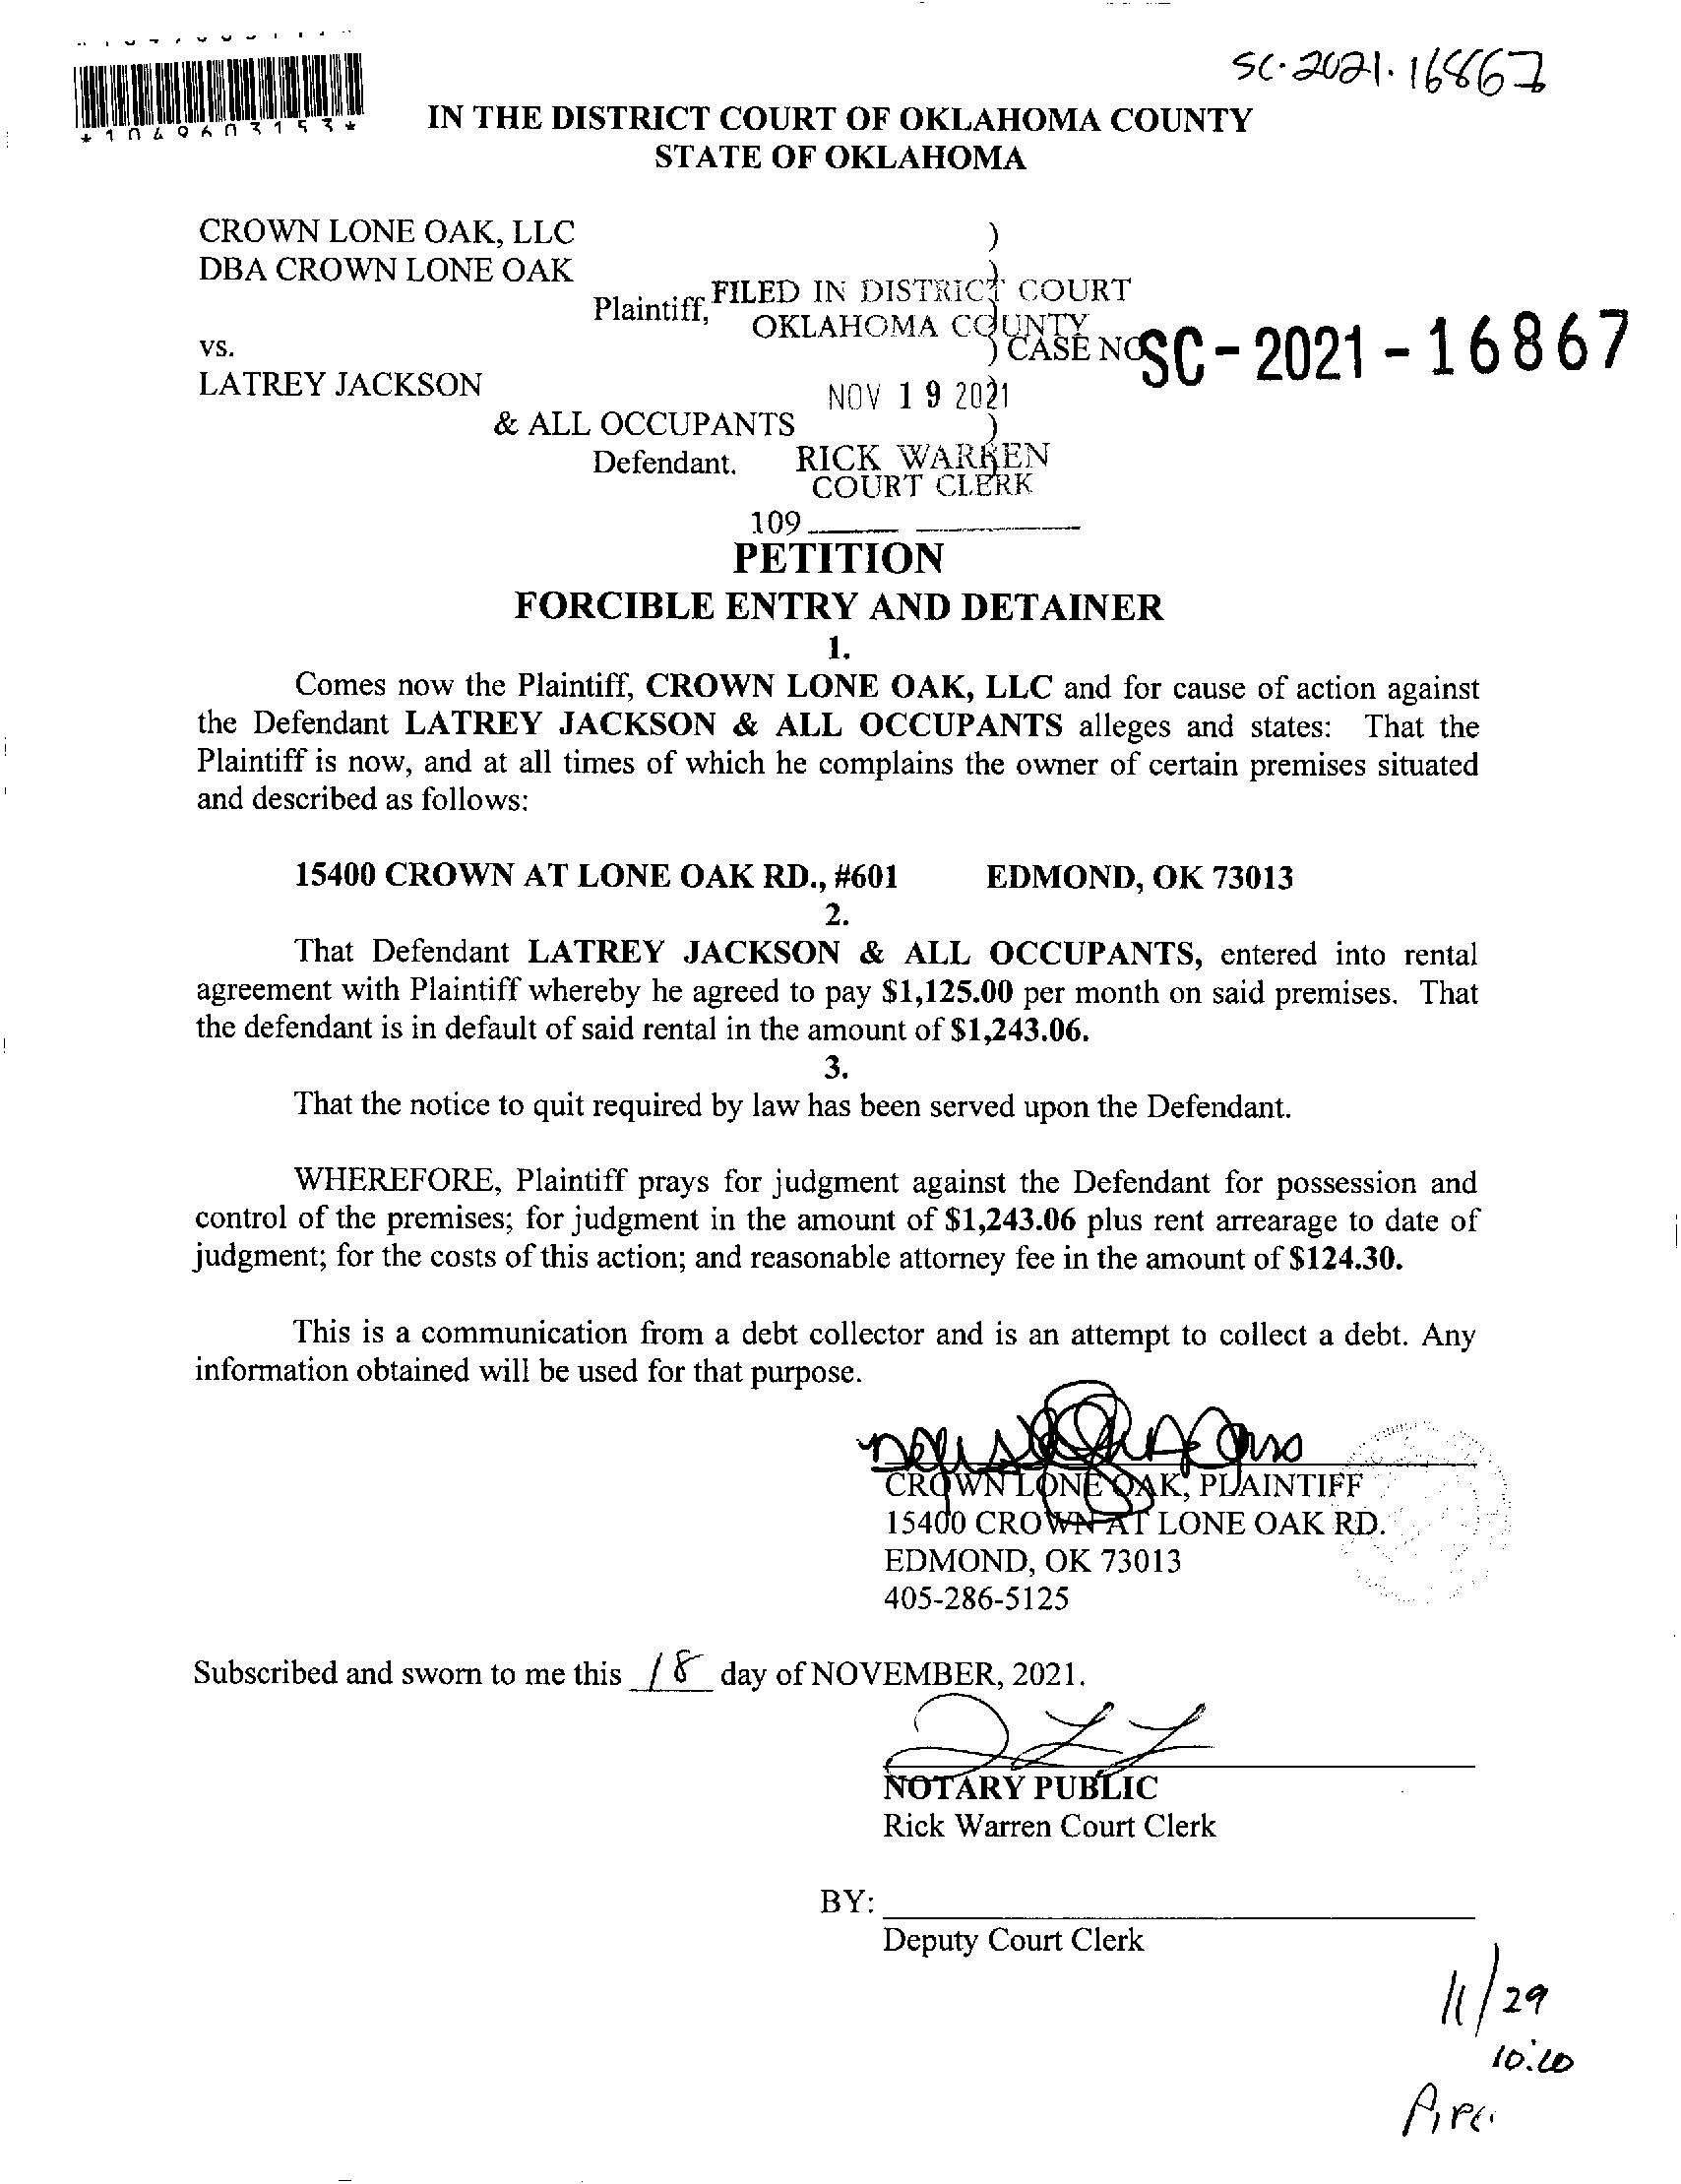 SC-2021-16867
*1049603153*
IN THE DISTRICT COURT OF OKLAHOMA COUNTY
STATE OF OKLAHOMA
CROWN LONE OAK, LLC )
DBA CROWN LONE OAK )
Plaintiff, FILED IN DISTRICT COURT
OKLAHOMA COUNTY
vs. ) CASE NO SC-2021-16867
LATREY JACKSON NOV 19 2021
& ALL OCCUPANTS )
Defendant. RICK WARREN
COURT CLERK
109
PETITION
FORCIBLE ENTRY AND DETAINER
1.
Comes now the Plaintiff, CROWN LONE OAK, LLC and for cause of action against
the Defendant LATREY JACKSON & ALL OCCUPANTS alleges and states: That the
Plaintiff is now, and at all times of which he complains the owner of certain premises situated
and described as follows:
15400 CROWN AT LONE OAK RD., #601 EDMOND, OK 73013
2.
That Defendant LATREY JACKSON & ALL OCCUPANTS, entered into rental
agreement with Plaintiff whereby he agreed to pay $1,125.00 per month on said premises. That
the defendant is in default of said rental in the amount of $1,243.06.
3.
That the notice to quit required by law has been served upon the Defendant.
WHEREFORE, Plaintiff prays for judgment against the Defendant for possession and
control of the premises; for judgment in the amount of $1,243.06 plus rent arrearage to date of
judgment; for the costs of this action; and reasonable attorney fee in the amount of $124.30.
This is a communication from a debt collector and is an attempt to collect a debt. Any
information obtained will be used for that purpose.
CROWN LONE OAK, PLAINTIFF
15400 CROWN AT LONE OAK RD.
EDMOND, OK 73013
405-286-5125
Subscribed and sworn to me this 18 day of NOVEMBER, 2021.
NOTARY PUBLIC
Rick Warren Court Clerk
BY:
Deputy Court Clerk
11/29